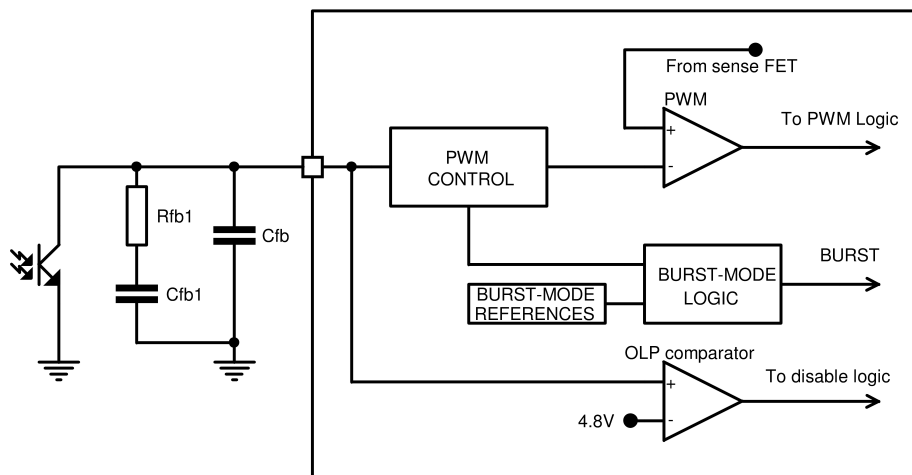 From sense FET
PWM
+
-
To PWM Logic
PWM
CONTROL
Rfb1
Cfb
Cfb1
BURST
BURST-MODE
LOGIC
BURST-MODE
REFERENCES
OLP comparator
+
-
To disable logic
4.8V